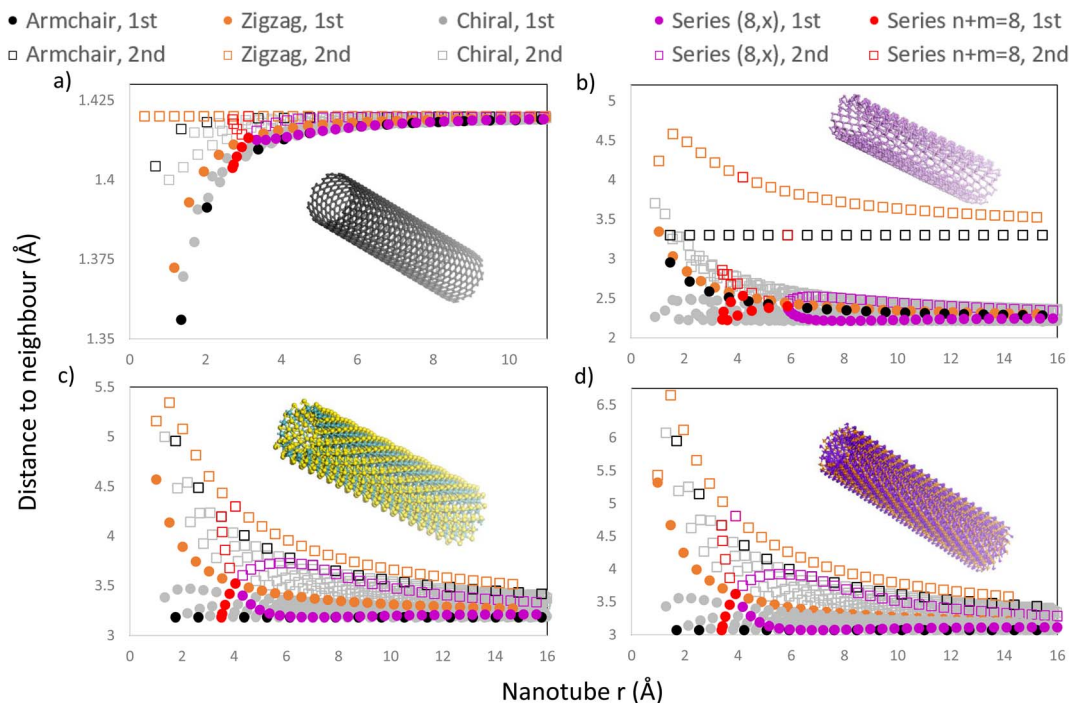 Armchair, 1st Zigzag, 1st Chiral, 1st Series (8,x), 1st Series n+m=8, 1st
Armchair, 2nd Zigzag, 2nd Chiral, 2nd Series (8,x), 2nd Series n+m=8, 2nd
a)
1.425
1.4
1.375
1.35
0 2 4 6 8 10
b)
5
4.5
4
3.5
3
2.5
2
0 2 4 6 8 10 12 14 16
Distance to neighbour (Å)
c)
5.5
5
4.5
4
3.5
3
0 2 4 6 8 10 12 14 16
d)
6.5
6
5.5
5
4.5
4
3.5
3
0 2 4 6 8 10 12 14 16
Nanotube r (Å)